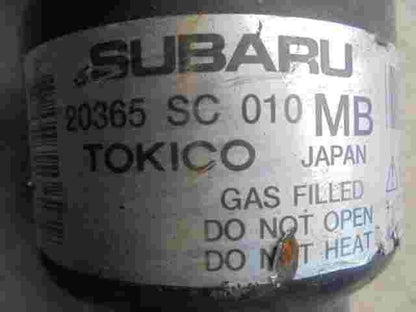 SUBARU
20365 SC 010 MB
TOKICO JAPAN
GAS FILLED
DO NOT OPEN
DO NOT HEAT